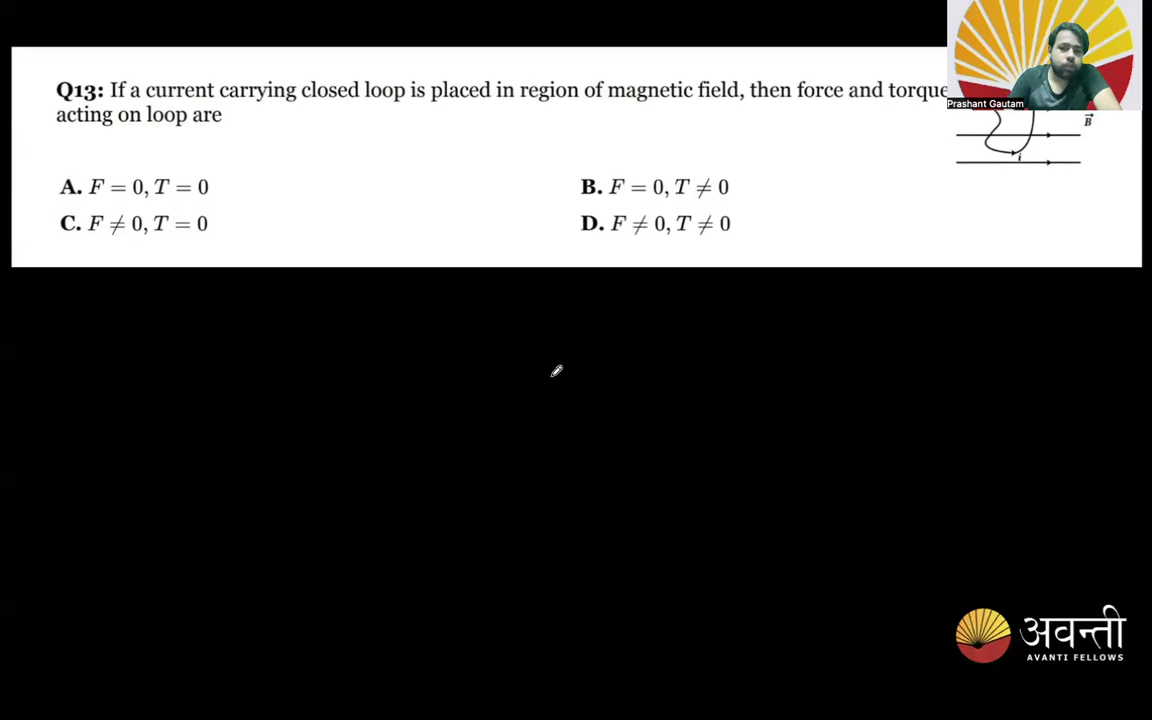 Prashant Gautam
Q13: If a current carrying closed loop is placed in region of magnetic field, then force and torque
acting on loop are
B
i
A. F = 0, T = 0
B. F = 0, T ≠ 0
C. F ≠ 0, T = 0
D. F ≠ 0, T ≠ 0
अवन्ती
AVANTI FELLOWS